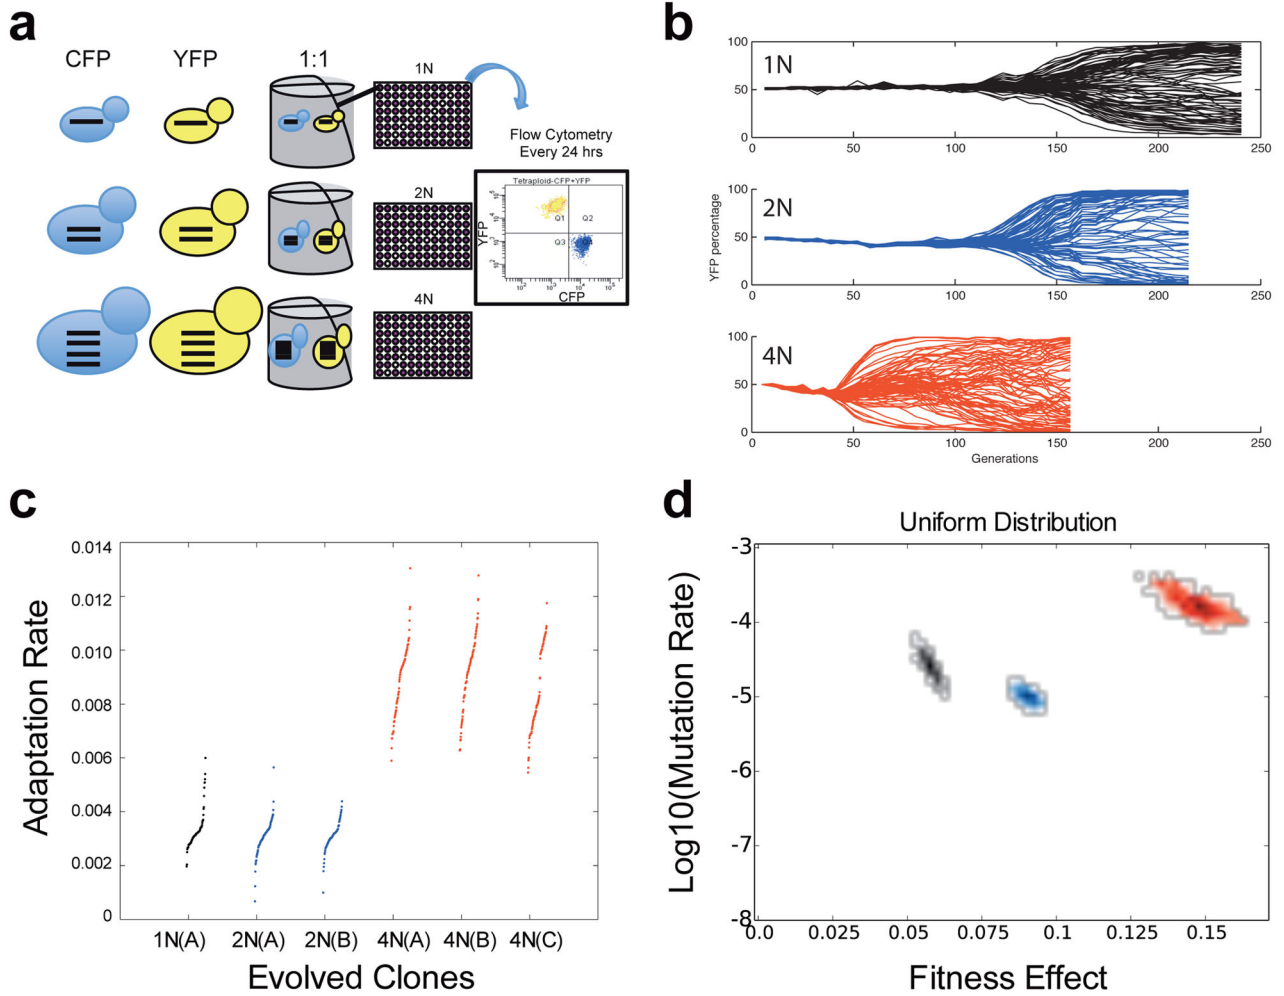 a
CFP
YFP
1:1
1N
Flow Cytometry
Every 24 hrs
2N
Tetraploid-CFP+YFP
Q1
Q2
Q3
YFP
CFP
4N
b
1N
100
50
0
0
50
100
150
200
250
2N
YFP percentage
100
50
0
0
50
100
150
200
250
4N
100
50
0
0
50
100
150
200
250
Generations
c
Adaptation Rate
0.014
0.012
0.010
0.008
0.006
0.004
0.002
0
1N(A) 2N(A) 2N(B) 4N(A) 4N(B) 4N(C)
Evolved Clones
d
Uniform Distribution
Log10(Mutation Rate)
-3
-4
-5
-6
-7
-8
0.0 0.025 0.05 0.075 0.1 0.125 0.15
Fitness Effect